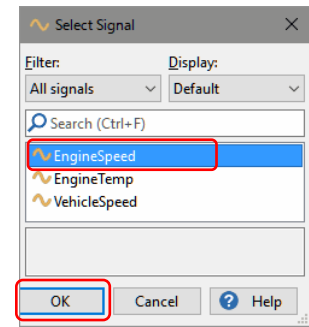 Select Signal
Filter: Display:
All signals Default
Search (Ctrl+F)
EngineSpeed
EngineTemp
VehicleSpeed
OK Cancel Help